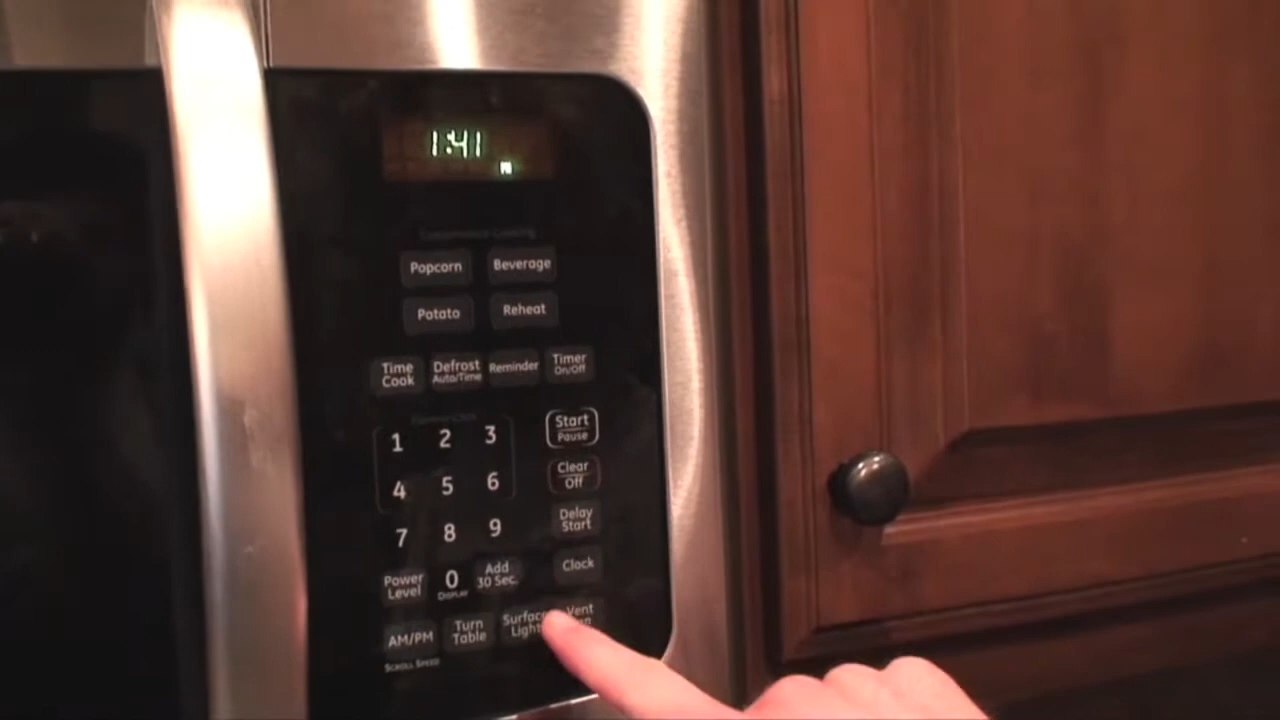 1:41
Popcorn Beverage
Potato Reheat
Time Cook Defrost Auto/Time Reminder Timer On/Off
1 2 3 Start Pause
4 5 6 Clear Off
7 8 9 Delay Start
Power Level 0 Display Add 30 Sec. Clock
AM/PM Turn Table Surface Light Vent
Scroll Speed